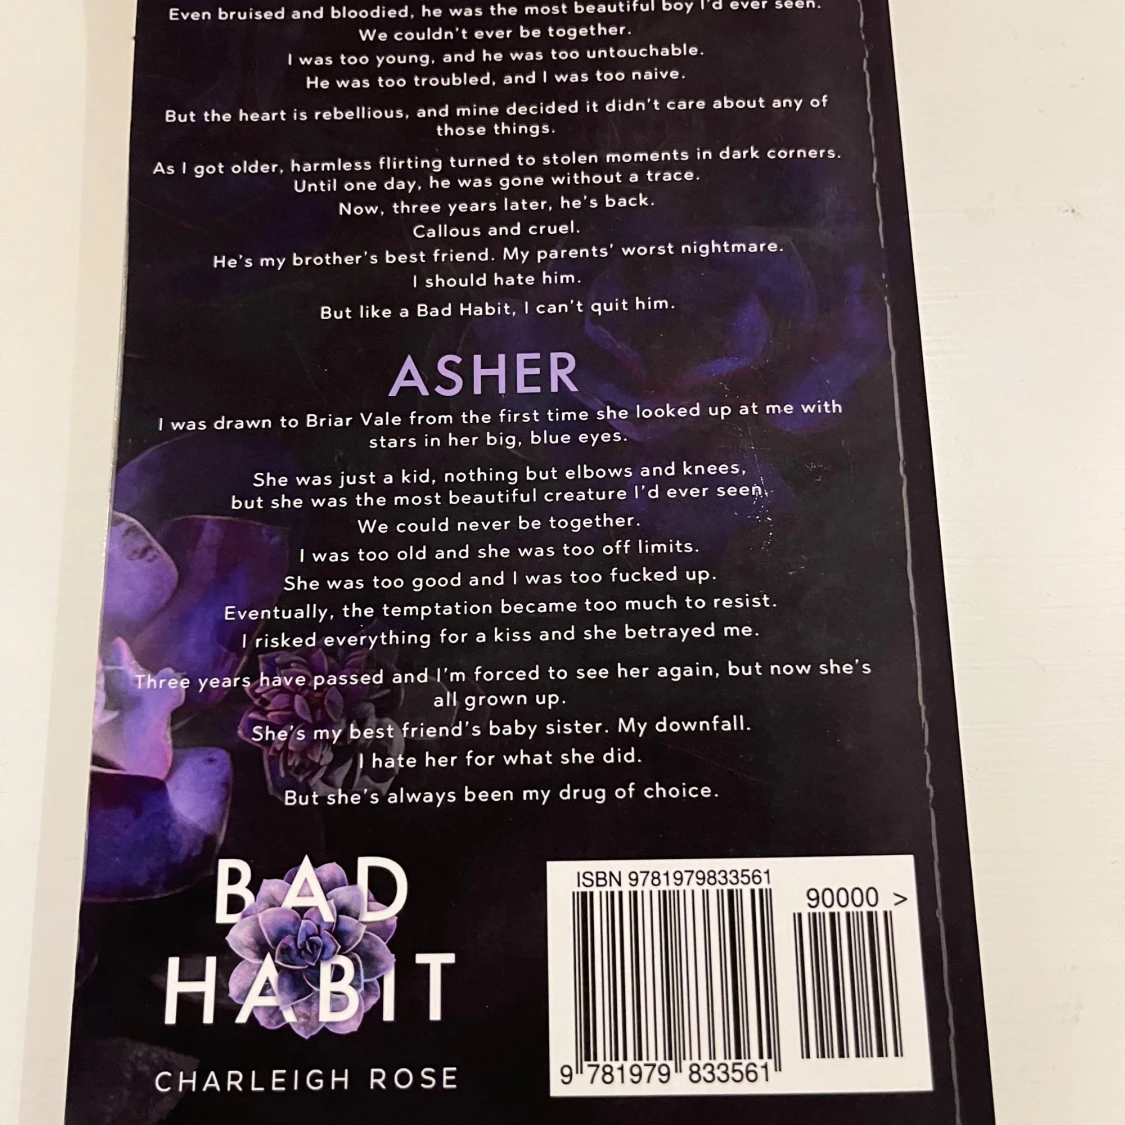 Even bruised and bloodied, he was the most beautiful boy I'd ever seen.
We couldn't ever be together.
I was too young, and he was too untouchable.
He was too troubled, and I was too naive.
But the heart is rebellious, and mine decided it didn't care about any of
those things.
As I got older, harmless flirting turned to stolen moments in dark corners.
Until one day, he was gone without a trace.
Now, three years later, he's back.
Callous and cruel.
He's my brother's best friend. My parents' worst nightmare.
I should hate him.
But like a Bad Habit, I can't quit him.
ASHER
I was drawn to Briar Vale from the first time she looked up at me with
stars in her big, blue eyes.
She was just a kid, nothing but elbows and knees,
but she was the most beautiful creature I'd ever seen.
We could never be together.
I was too old and she was too off limits.
She was too good and I was too fucked up.
Eventually, the temptation became too much to resist.
I risked everything for a kiss and she betrayed me.
Three years have passed and I'm forced to see her again, but now she's
all grown up.
She's my best friend's baby sister. My downfall.
I hate her for what she did.
But she's always been my drug of choice.
BAD
HABIT
CHARLEIGH ROSE
ISBN 9781979833561
90000 >
9 781979 833561